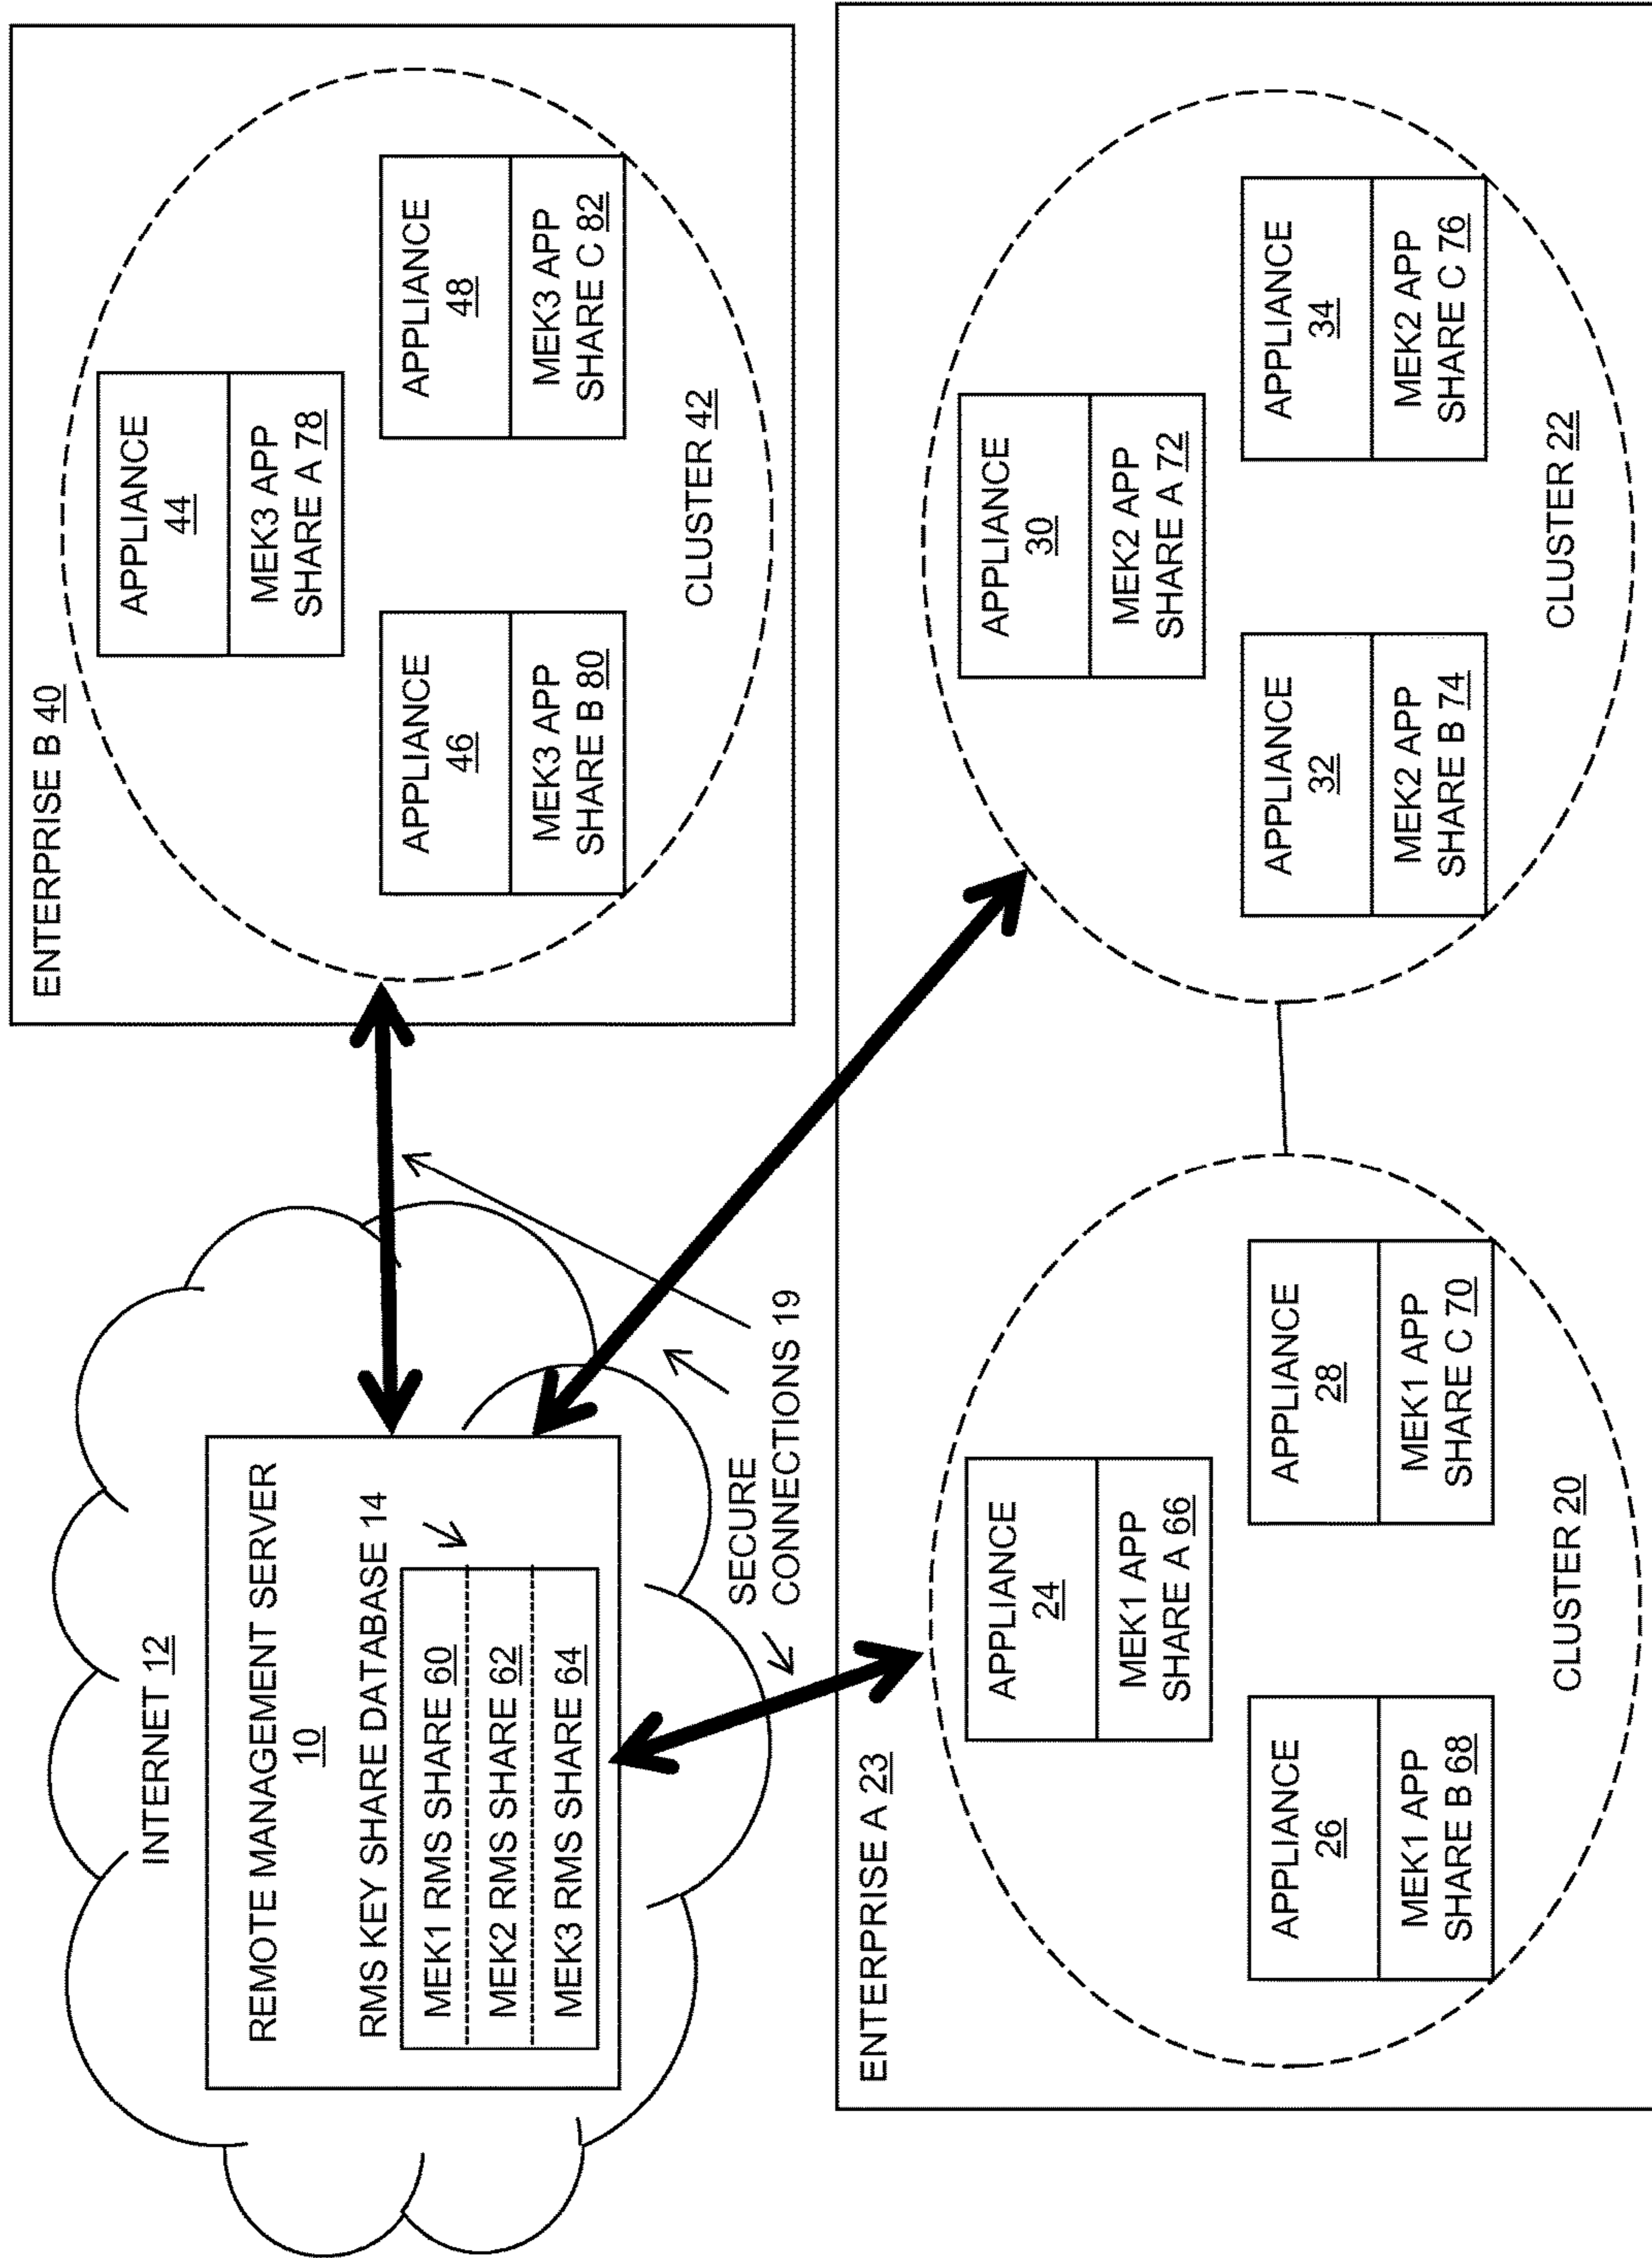 INTERNET 12
REMOTE MANAGEMENT SERVER
10
RMS KEY SHARE DATABASE 14
MEK1 RMS SHARE 60
MEK2 RMS SHARE 62
MEK3 RMS SHARE 64
SECURE
CONNECTIONS 19
ENTERPRISE B 40
APPLIANCE
44
MEK3 APP
SHARE A 78
APPLIANCE
46
MEK3 APP
SHARE B 80
APPLIANCE
48
MEK3 APP
SHARE C 82
CLUSTER 42
ENTERPRISE A 23
APPLIANCE
24
MEK1 APP
SHARE A 66
APPLIANCE
26
MEK1 APP
SHARE B 68
APPLIANCE
28
MEK1 APP
SHARE C 70
CLUSTER 20
APPLIANCE
30
MEK2 APP
SHARE A 72
APPLIANCE
32
MEK2 APP
SHARE B 74
APPLIANCE
34
MEK2 APP
SHARE C 76
CLUSTER 22